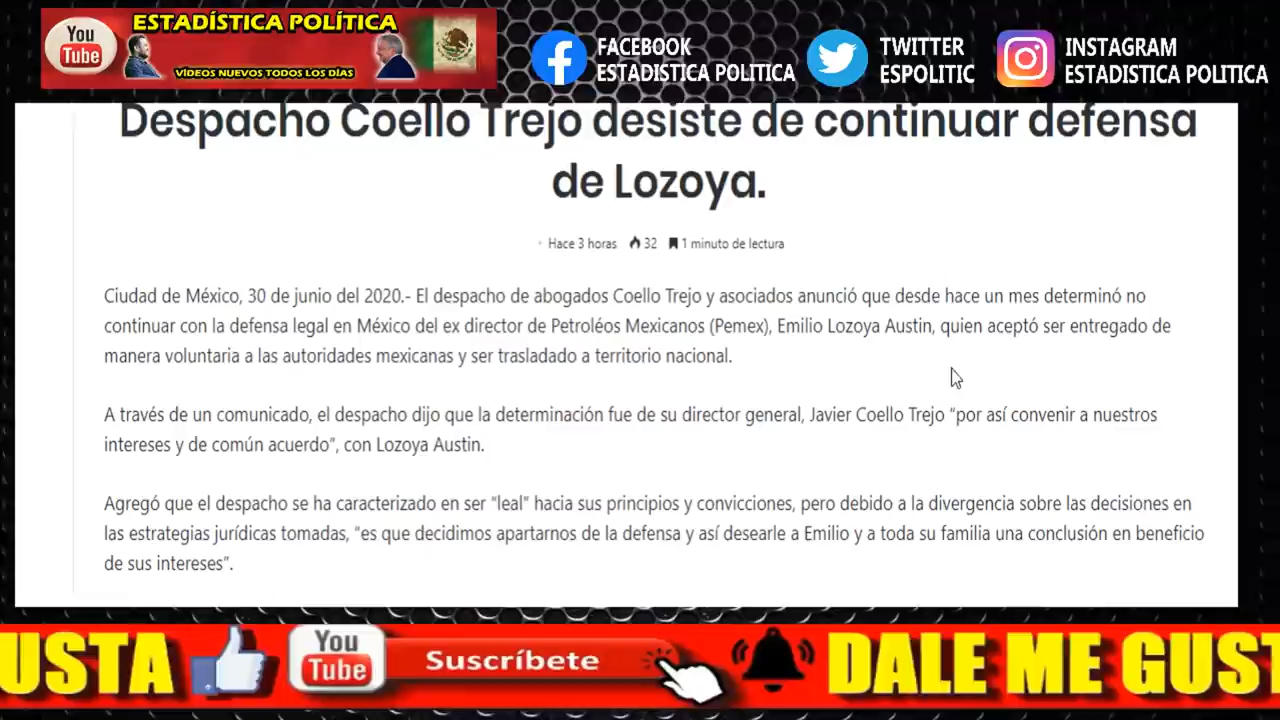 ESTADÍSTICA POLÍTICA
You
Tube
VÍDEOS NUEVOS TODOS LOS DÍAS
FACEBOOK
ESTADISTICA POLITICA
TWITTER
ESPOLITIC
INSTAGRAM
ESTADISTICA POLITICA
Despacho Coello Trejo desiste de continuar defensa
de Lozoya.
Hace 3 horas 32 1 minuto de lectura
Ciudad de México, 30 de junio del 2020.- El despacho de abogados Coello Trejo y asociados anunció que desde hace un mes determinó no
continuar con la defensa legal en México del ex director de Petroléos Mexicanos (Pemex), Emilio Lozoya Austin, quien aceptó ser entregado de
manera voluntaria a las autoridades mexicanas y ser trasladado a territorio nacional.
A través de un comunicado, el despacho dijo que la determinación fue de su director general, Javier Coello Trejo “por así convenir a nuestros
intereses y de común acuerdo”, con Lozoya Austin.
Agregó que el despacho se ha caracterizado en ser “leal” hacia sus principios y convicciones, pero debido a la divergencia sobre las decisiones en
las estrategias jurídicas tomadas, “es que decidimos apartarnos de la defensa y así desearle a Emilio y a toda su familia una conclusión en beneficio
de sus intereses”.
USTA You Tube Suscríbete DALE ME GUST